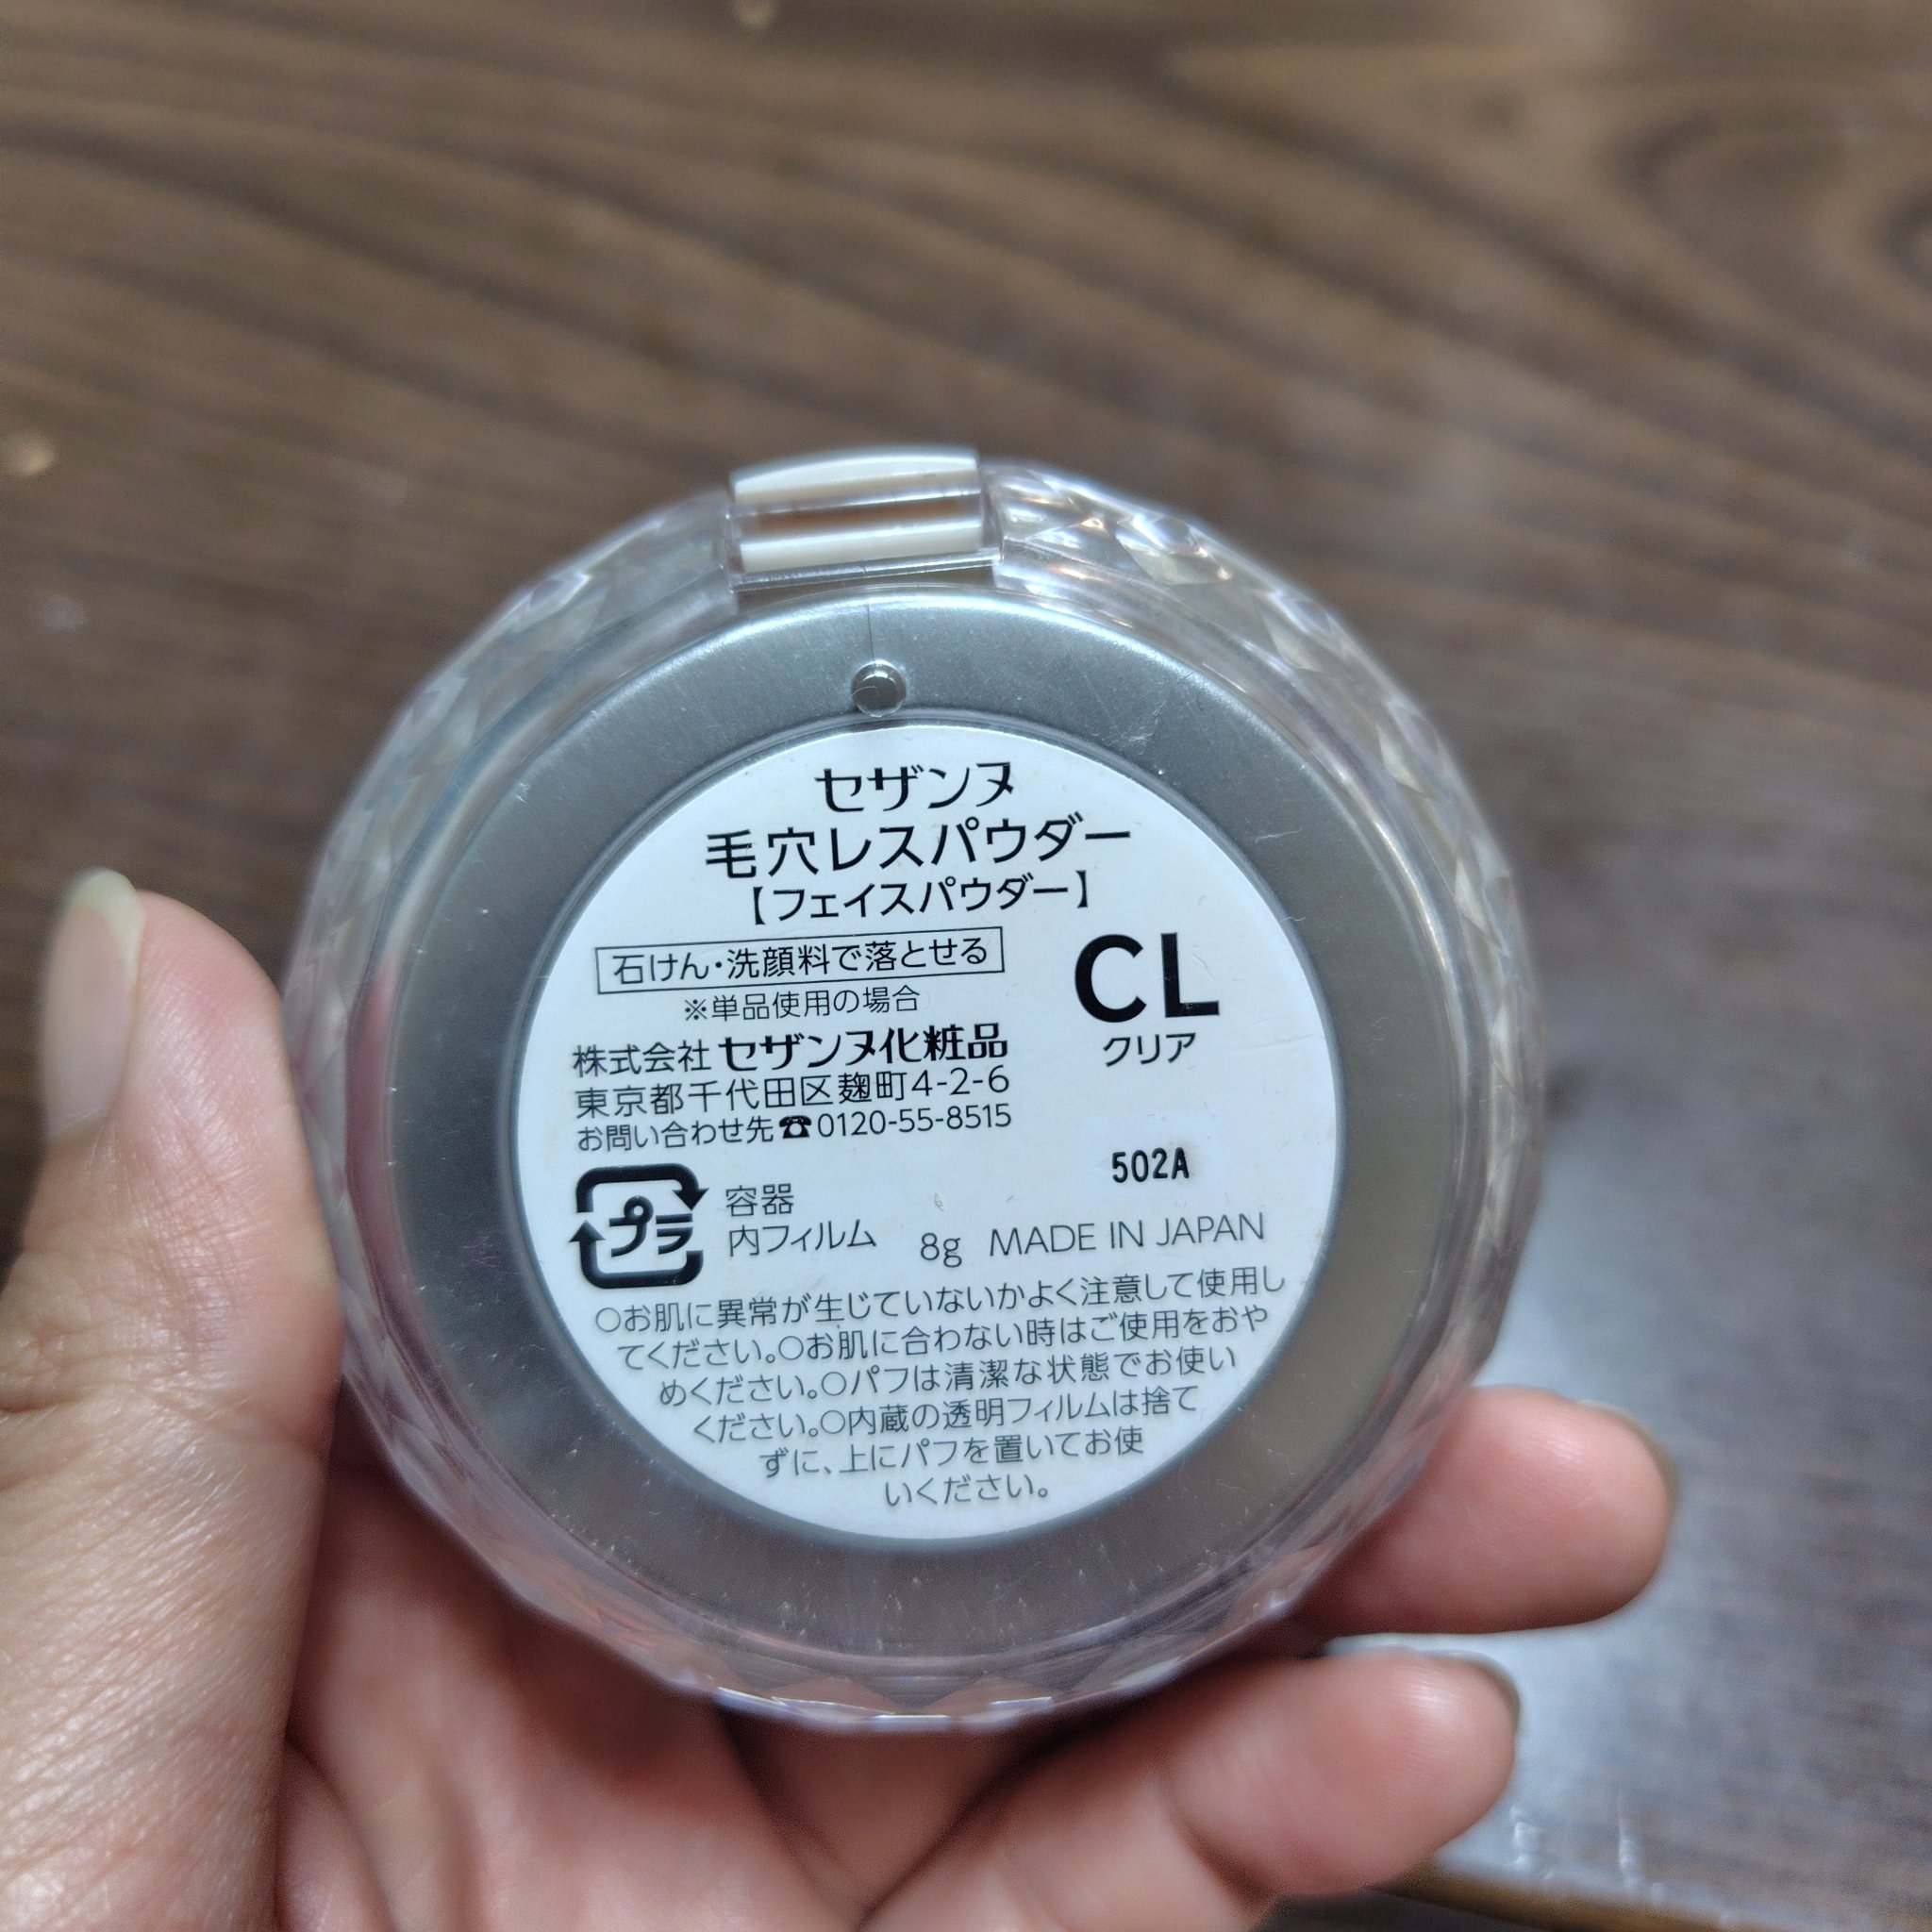 セザンヌ
毛穴レスパウダー
【フェイスパウダー】
石けん・洗顔料で落とせる
※単品使用の場合
CL
クリア
株式会社 セザンヌ化粧品
東京都千代田区麹町4-2-6
お問い合わせ先☎0120-55-8515
502A
プラ
容器
内フィルム
8g MADE IN JAPAN
○お肌に異常が生じていないかよく注意して使用し
てください。○お肌に合わない時はご使用をおや
めください。○パフは清潔な状態でお使い
ください。○内蔵の透明フィルムは捨て
ずに、上にパフを置いてお使
いください。